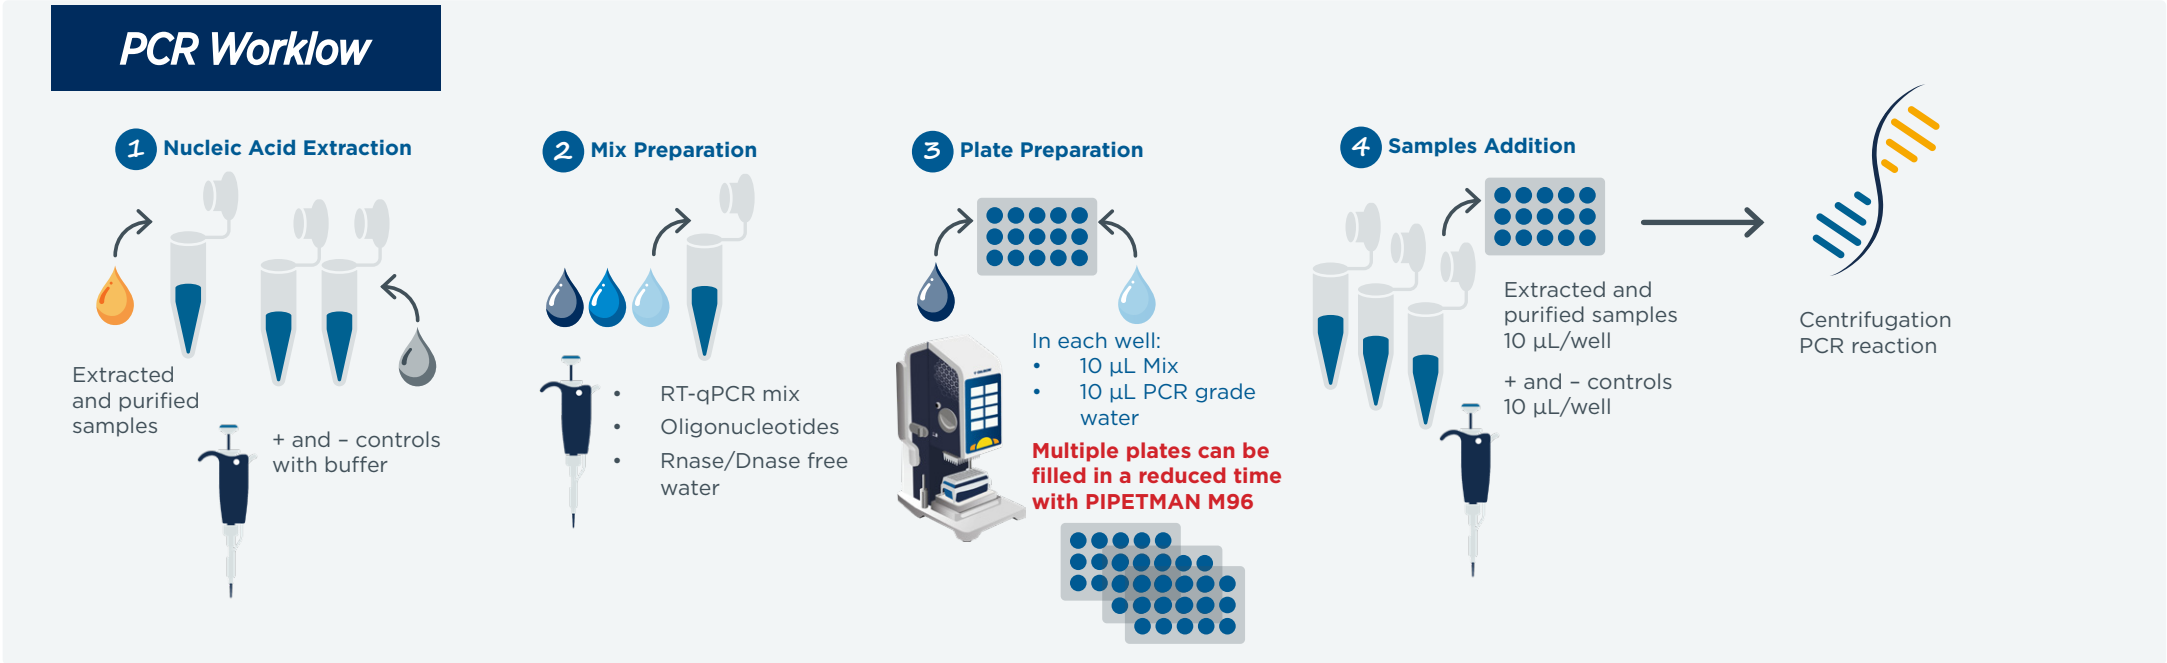 PCR Worklow
1 Nucleic Acid Extraction
Extracted
and purified
samples
+ and – controls
with buffer
2 Mix Preparation
• RT-qPCR mix
• Oligonucleotides
• Rnase/Dnase free
water
3 Plate Preparation
In each well:
• 10 µL Mix
• 10 µL PCR grade
water
Multiple plates can be
filled in a reduced time
with PIPETMAN M96
4 Samples Addition
Extracted and
purified samples
10 µL/well
+ and – controls
10 µL/well
Centrifugation
PCR reaction